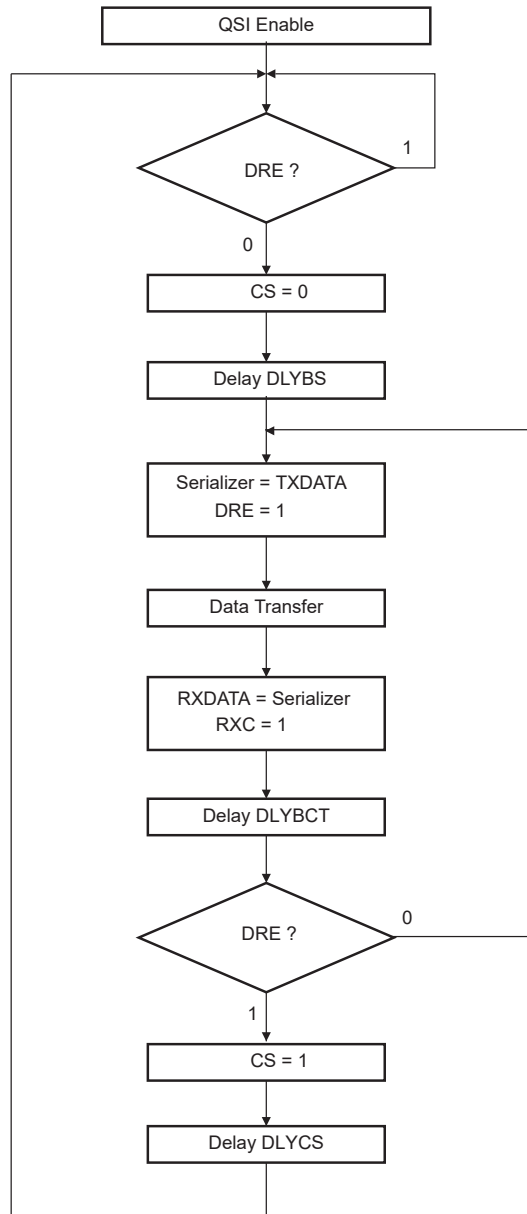 QSI Enable
1
DRE ?
0
CS = 0
Delay DLYBS
Serializer = TXDATA
DRE = 1
Data Transfer
RXDATA = Serializer
RXC = 1
Delay DLYBCT
0
DRE ?
1
CS = 1
Delay DLYCS